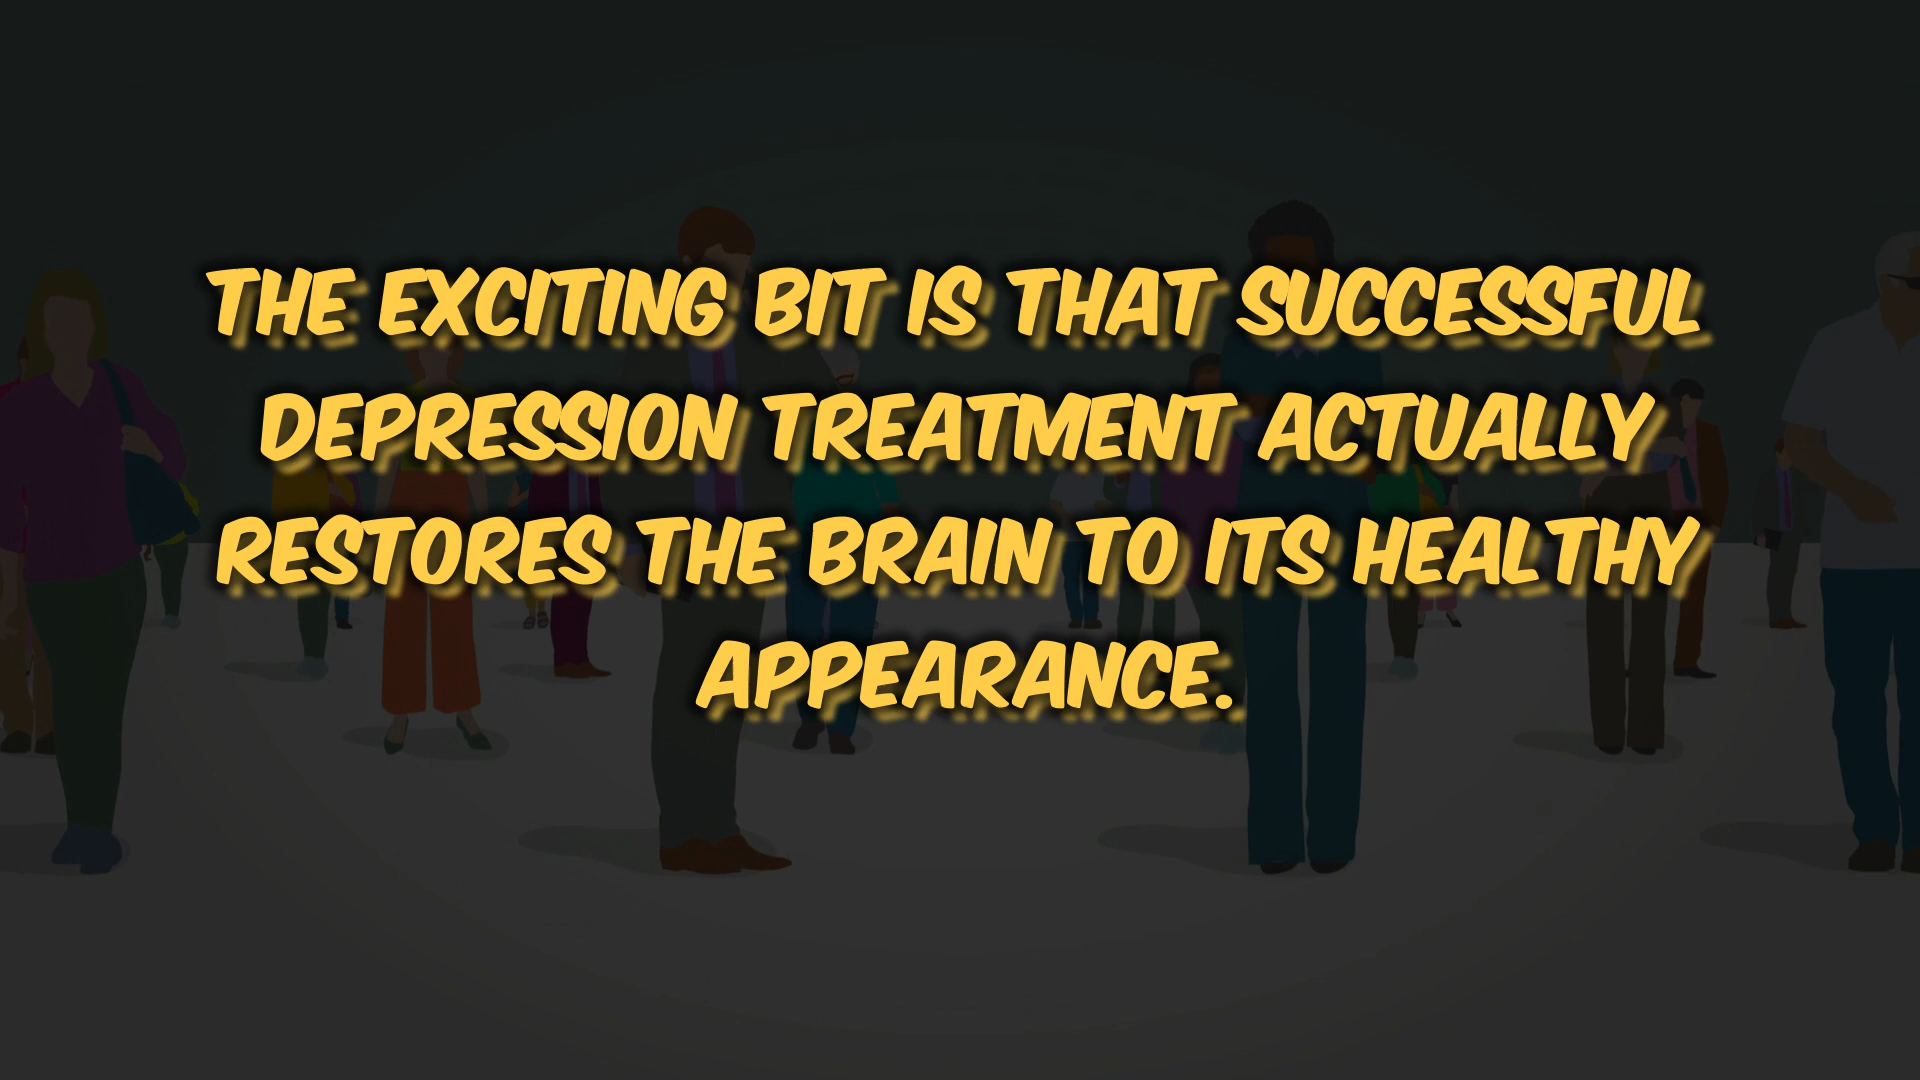 THE EXCITING BIT IS THAT SUCCESSFUL
DEPRESSION TREATMENT ACTUALLY
RESTORES THE BRAIN TO ITS HEALTHY
APPEARANCE.